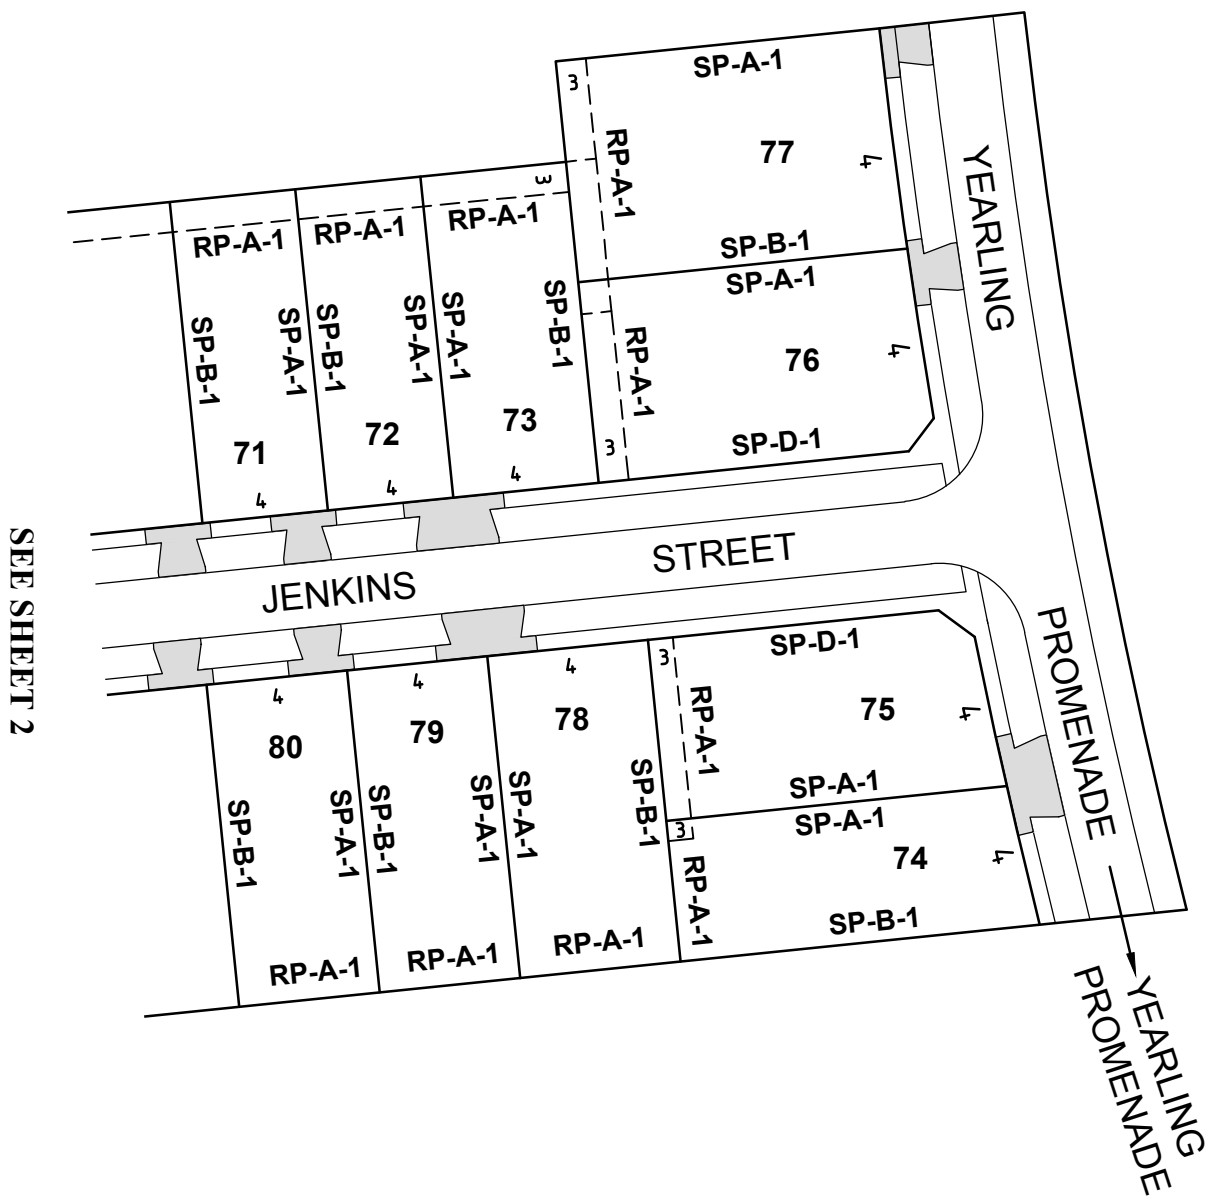 SP-A-1
3
RP-A-1
77
4
SP-B-1
YEARLING
3
RP-A-1
RP-A-1
RP-A-1
SP-A-1
SP-B-1
SP-A-1
SP-B-1
SP-A-1
SP-A-1
SP-B-1
RP-A-1
76
4
71
72
73
3
SP-D-1
4
4
4
SEE SHEET 2
JENKINS
STREET
PROMENADE
4
4
4
3
SP-D-1
RP-A-1
75
4
80
79
78
SP-B-1
SP-A-1
SP-B-1
SP-A-1
SP-A-1
SP-B-1
SP-A-1
3
SP-A-1
RP-A-1
74
4
SP-B-1
RP-A-1
RP-A-1
RP-A-1
YEARLING
PROMENADE